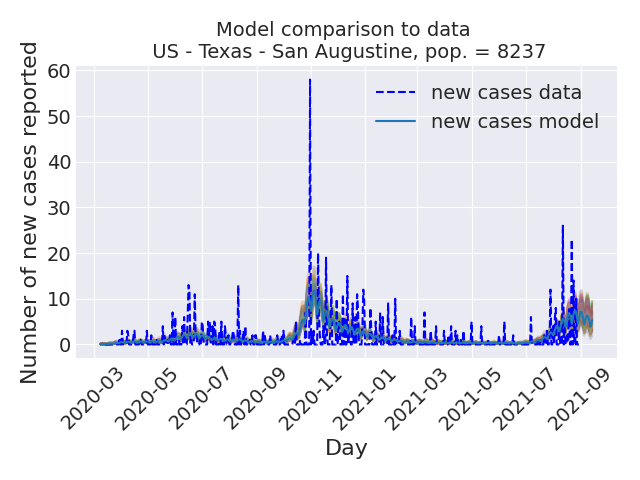 Model comparison to data
US - Texas - San Augustine, pop. = 8237
Number of new cases reported
60
50
40
30
20
10
0
new cases data
new cases model
2020-03
2020-05
2020-07
2020-09
2020-11
2021-01
2021-03
2021-05
2021-07
2021-09
Day